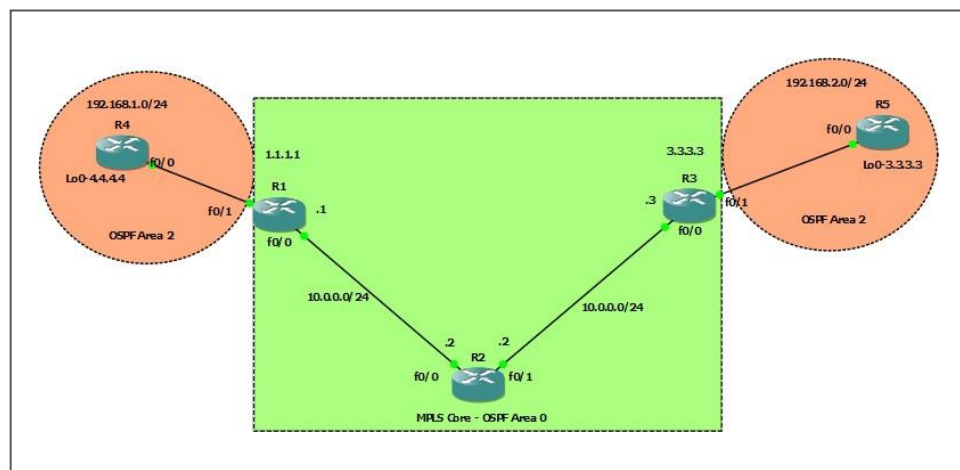 192.168.1.0/24
R4
f0/0
Lo0-4.4.4.4
OSPF Area 2
f0/1
1.1.1.1
R1
.1
f0/0
10.0.0.0/24
.2
f0/0
R2
.2
f0/1
MPLS Core - OSPF Area 0
10.0.0.0/24
3.3.3.3
R3
.3
f0/0
f0/1
192.168.2.0/24
R5
f0/0
Lo0-3.3.3.3
OSPF Area 2